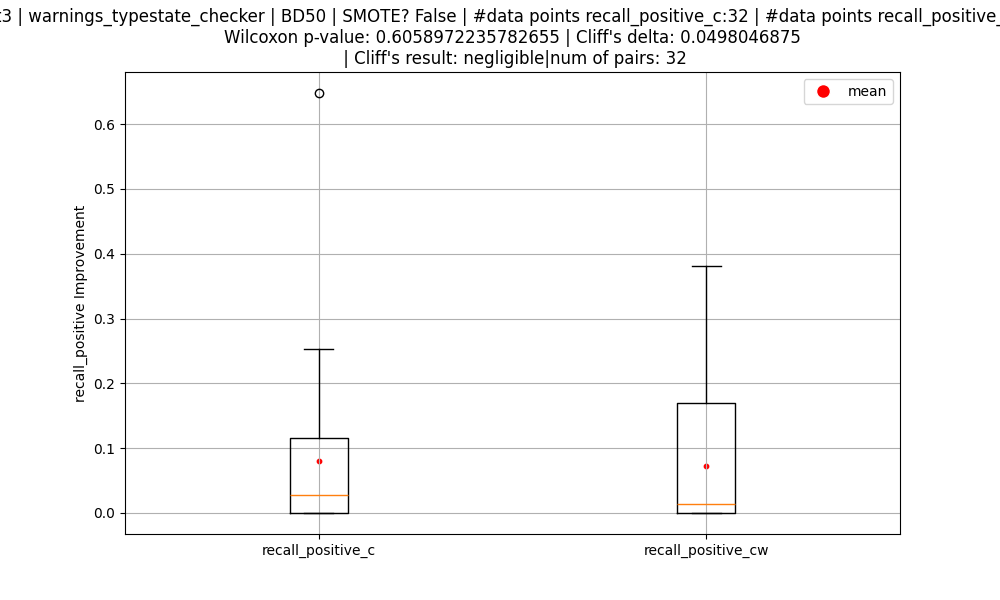 | warnings_typestate_checker | BD50 | SMOTE? False | #data points recall_positive_c:32 | #data points recall_positive_
Wilcoxon p-value: 0.6058972235782655 | Cliff's delta: 0.0498046875
| Cliff's result: negligible|num of pairs: 32
mean
0.6
0.5
0.4
0.3
0.2
0.1
0.0
recall_positive Improvement
recall_positive_c
recall_positive_cw